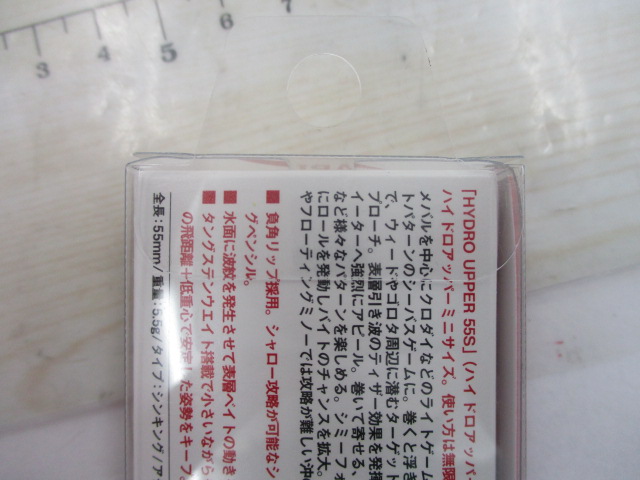 3 4 5 6 7
「HYDRO UPPER 55S」(ハイドロアッパー
ハイドロアッパーミニサイズ。使い方は無限
メバルを中心にクロダイなどのライトゲーム
トパターンのシーバスゲームに。巻くと浮き
で、ウィードやゴロタ周辺に潜むターゲット
プローチ。表層引き波のティザー効果を発揮
イーターへ強烈にアピール。巻いて寄せる、
など様々なパターンを楽しめる。シミーフォ
にロールを発動しバイトのチャンスを拡大。
やフローティングミノーでは攻略が難しい沖
■ 負角リップ採用。シャロー攻略が可能なシ
グペンシル。
■ 水面に波紋を発生させて表層ベイトの動き
■ タングステンウエイト搭載で小さいながら
の飛距離+低重心で安定した姿勢をキープ。
全長:55mm/重量:5.5g/タイプ:シンキング/ア